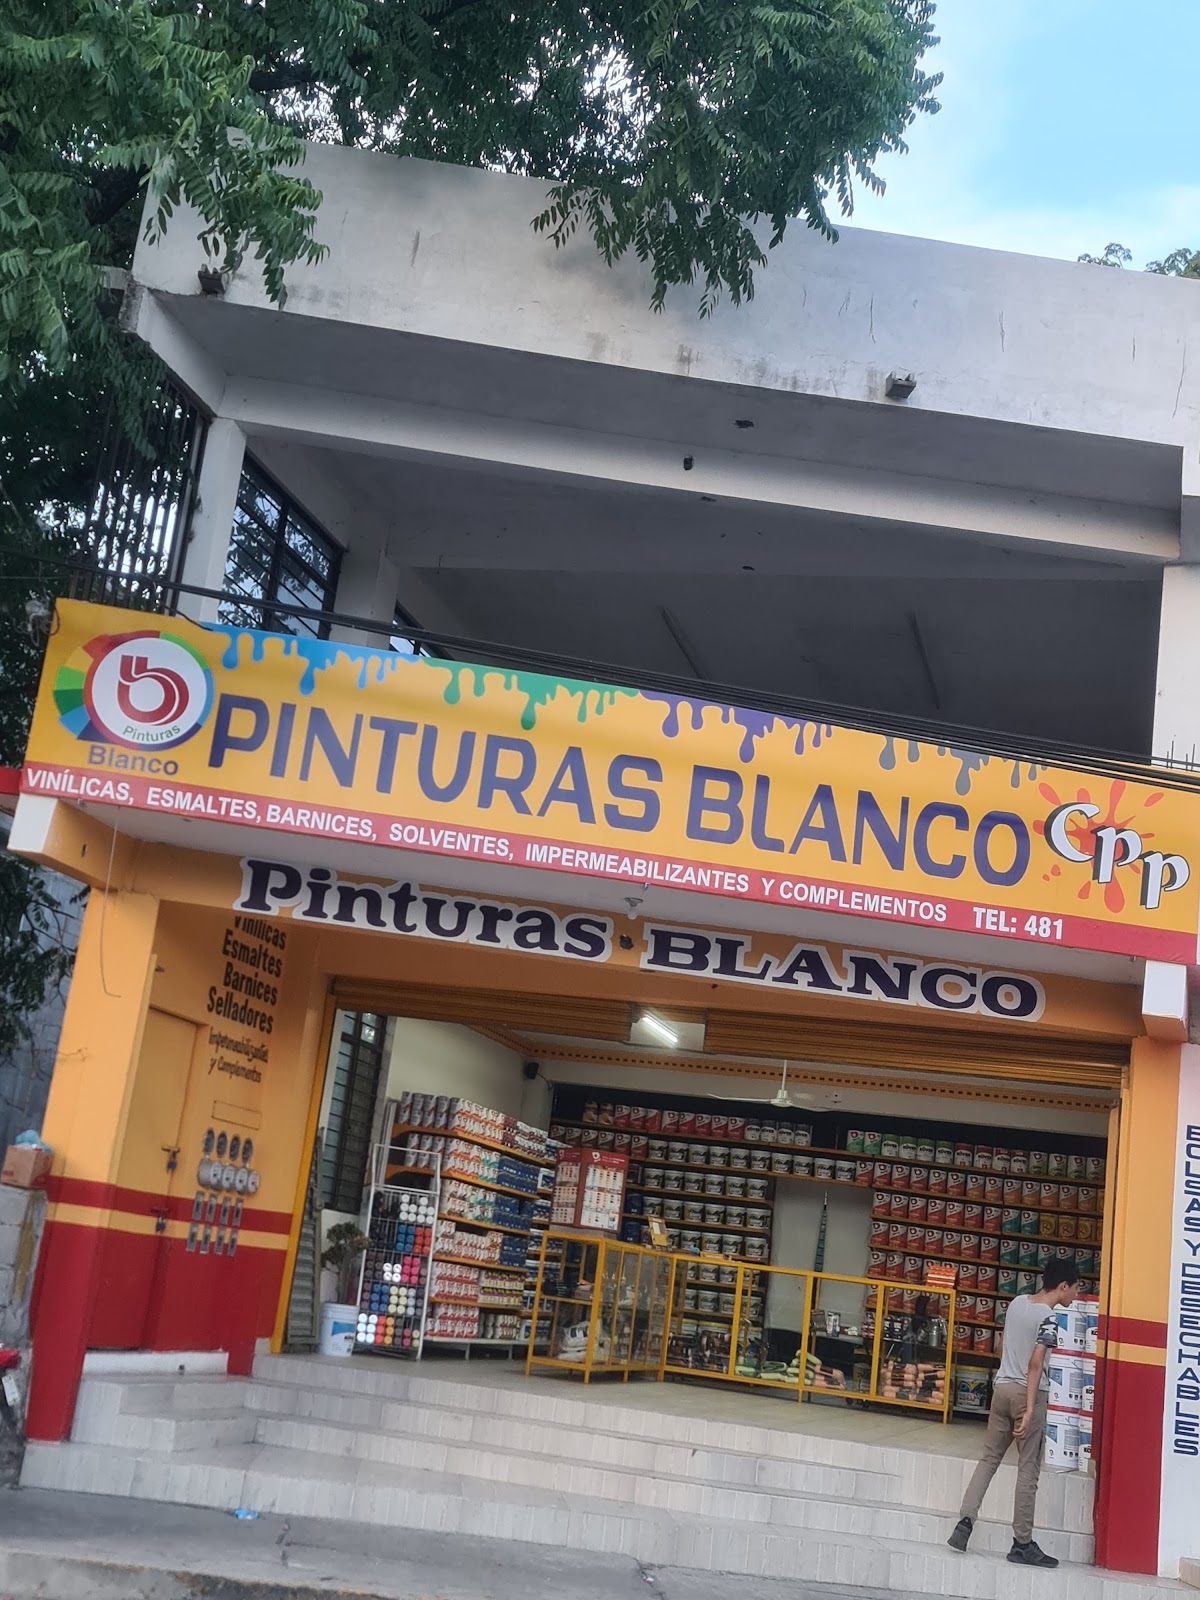 b
Pinturas
Blanco
PINTURAS BLANCO
Cpp
VINÍLICAS, ESMALTES, BARNICES, SOLVENTES, IMPERMEABILIZANTES Y COMPLEMENTOS TEL: 481
Pinturas BLANCO
Vinilicas
Esmaltes
Barnices
Selladores
Impermeabilizantes
y Complementos
BOLSAS Y DESECHABLES